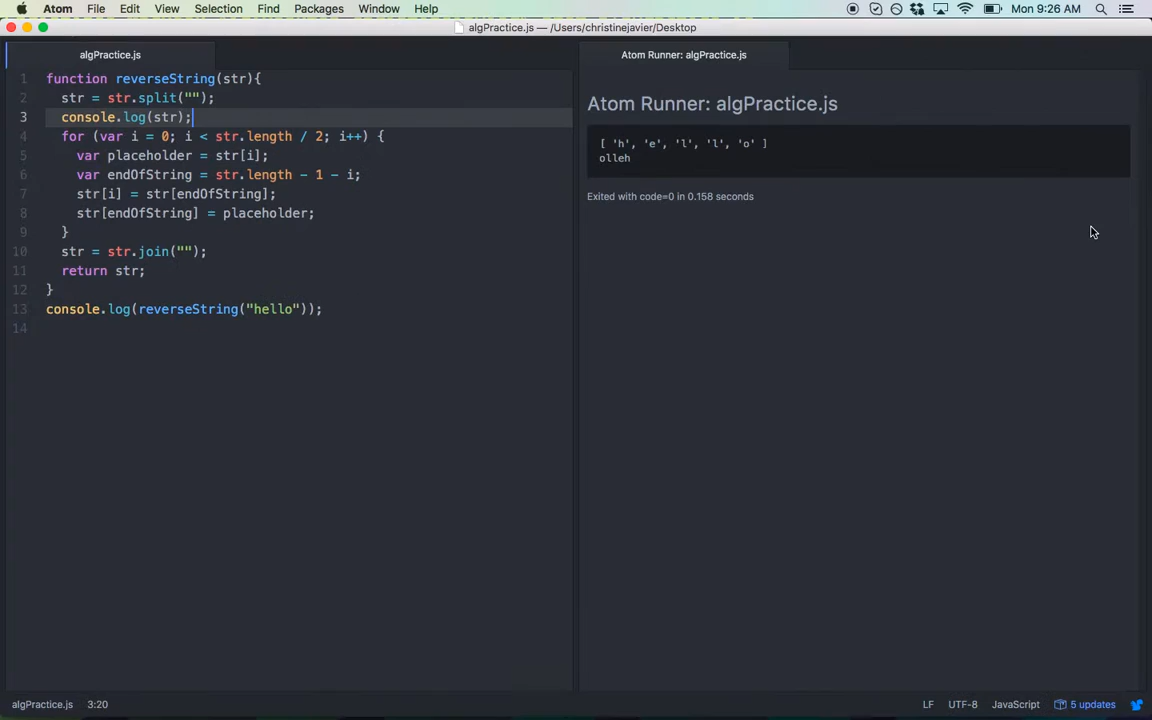 Atom File Edit View Selection Find Packages Window Help Mon 9:26 AM
algPractice.js — /Users/christinejavier/Desktop
algPractice.js
Atom Runner: algPractice.js
1 function reverseString(str){
2 str = str.split("");
3 console.log(str);
4 for (var i = 0; i < str.length / 2; i++) {
5 var placeholder = str[i];
6 var endOfString = str.length - 1 - i;
7 str[i] = str[endOfString];
8 str[endOfString] = placeholder;
9 }
10 str = str.join("");
11 return str;
12 }
13 console.log(reverseString("hello"));
14
Atom Runner: algPractice.js
[ 'h', 'e', 'l', 'l', 'o' ]
olleh
Exited with code=0 in 0.158 seconds
algPractice.js 3:20 LF UTF-8 JavaScript 5 updates